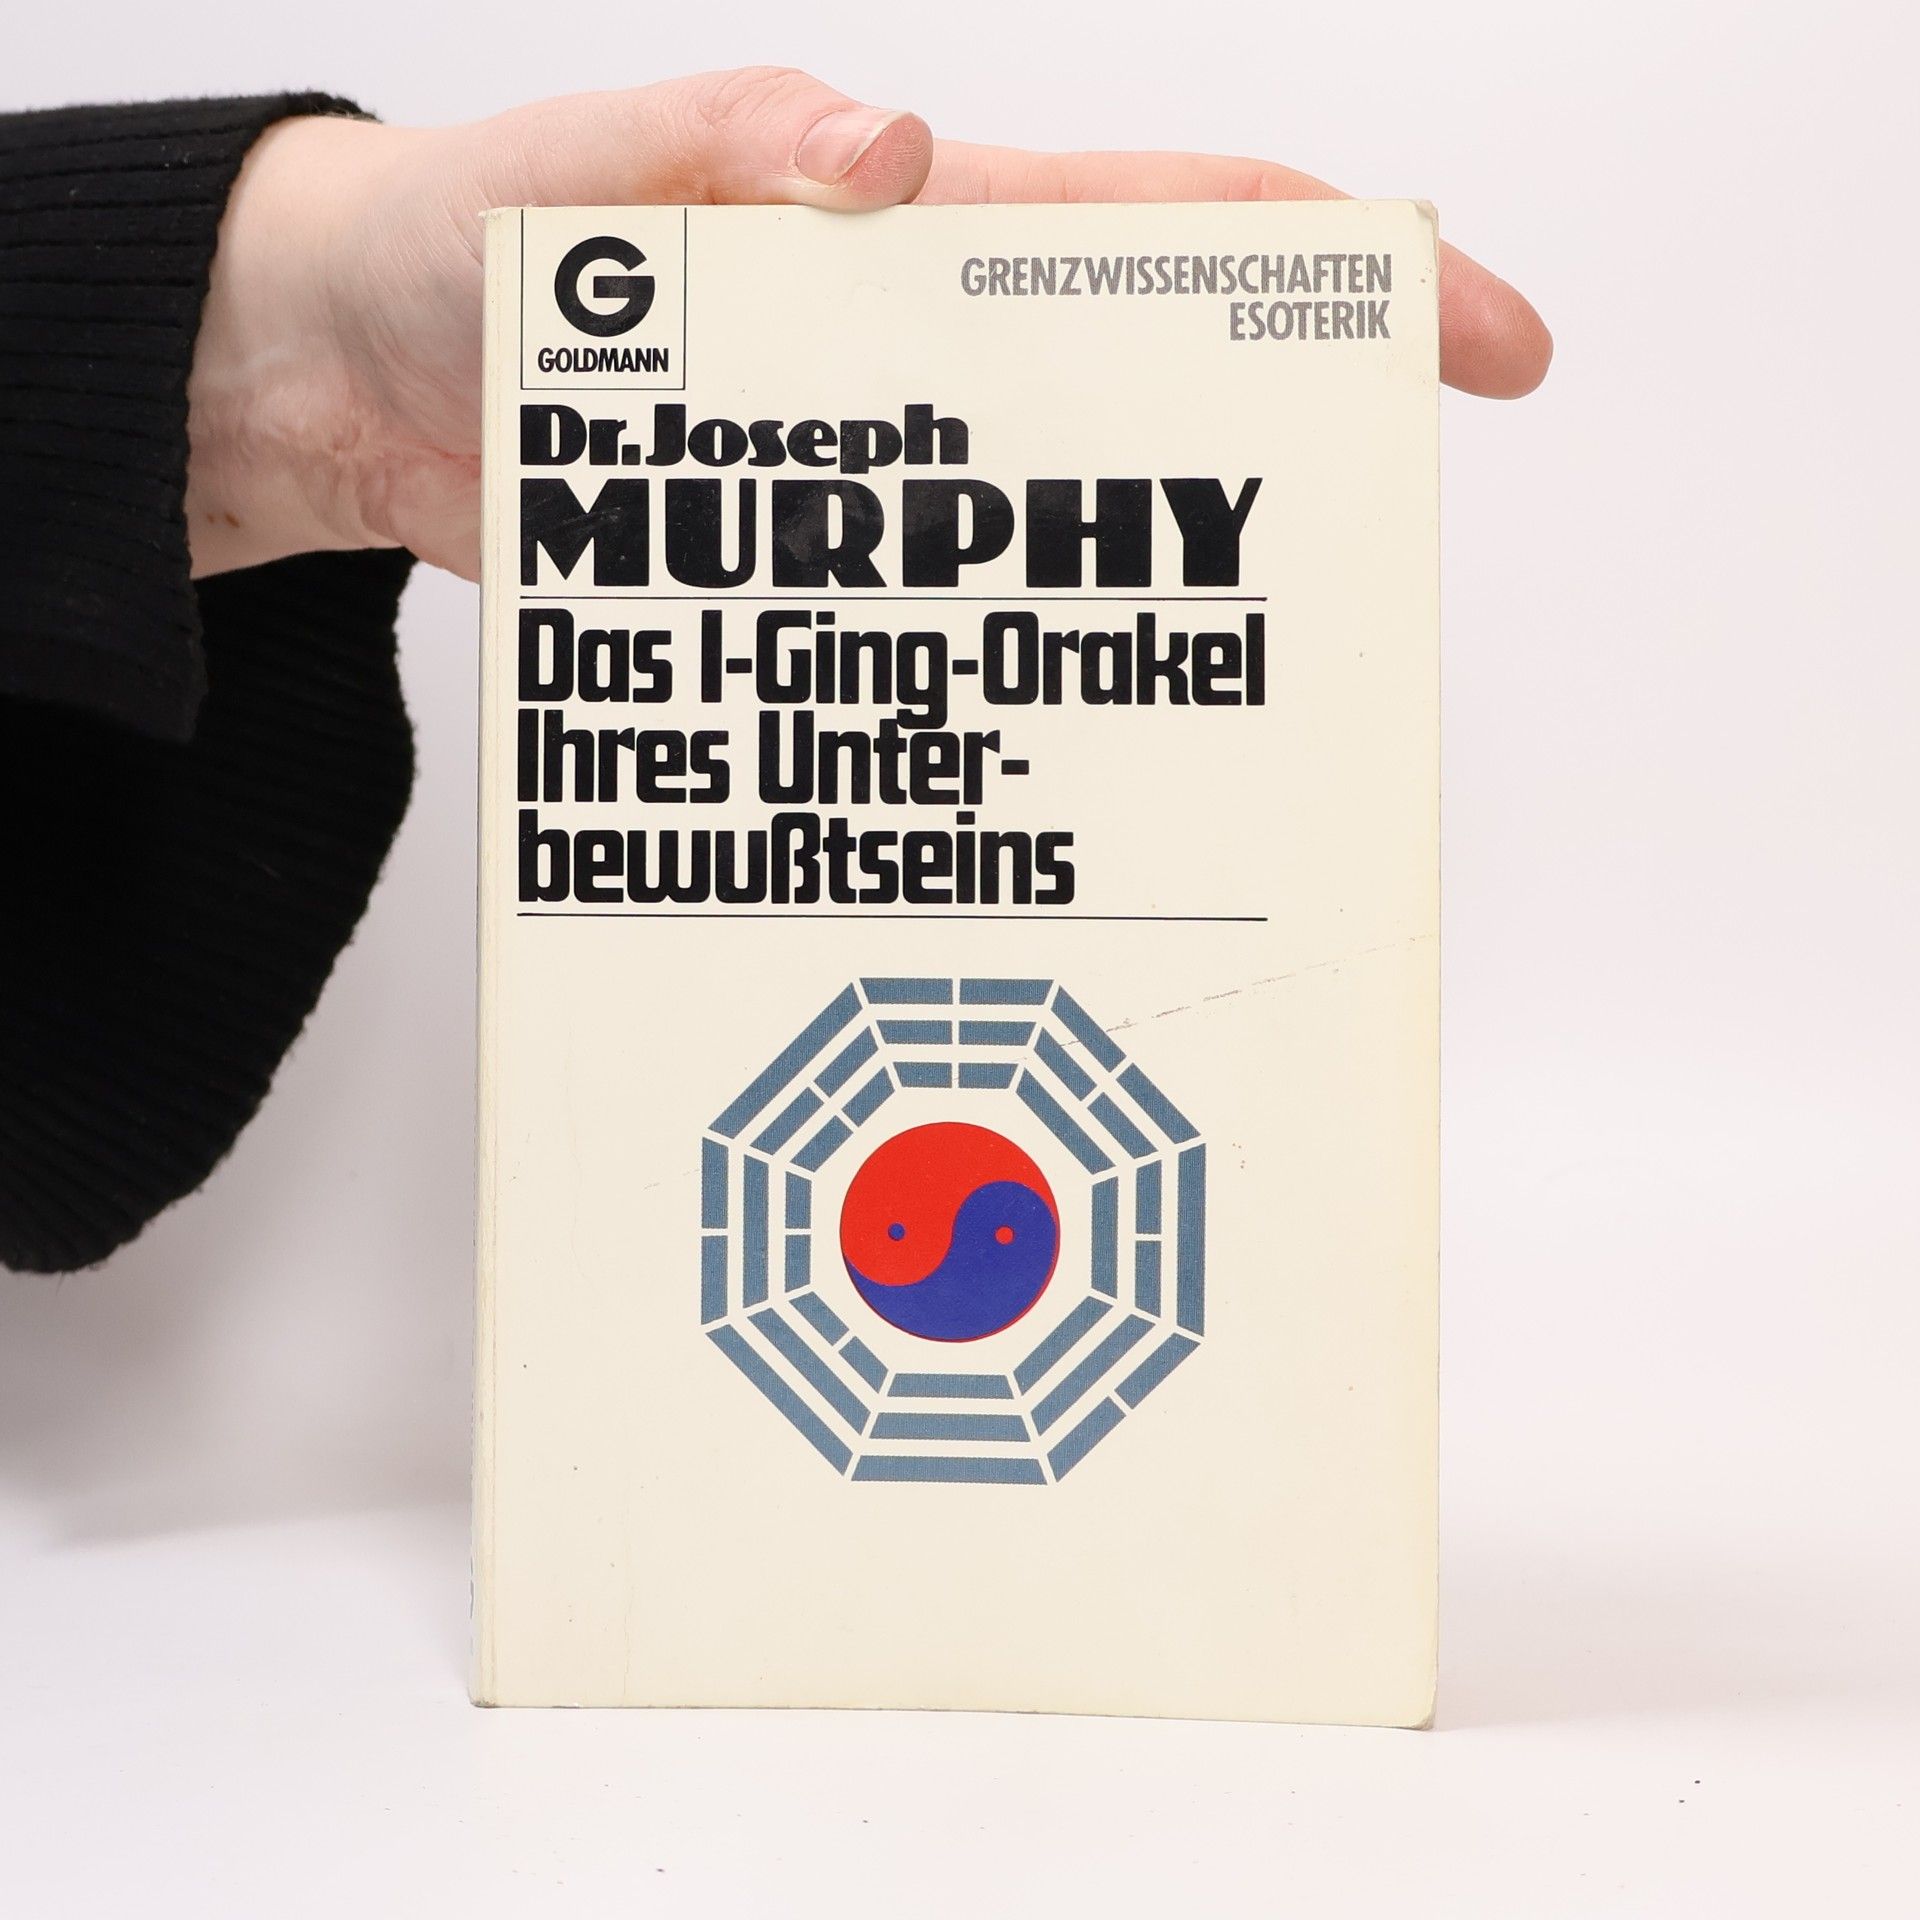 G
GOLDMANN
GRENZWISSENSCHAFTEN
ESOTERIK
Dr. Joseph
MURPHY
Das I-Ging-Orakel
Ihres Unter-
bewußtseins